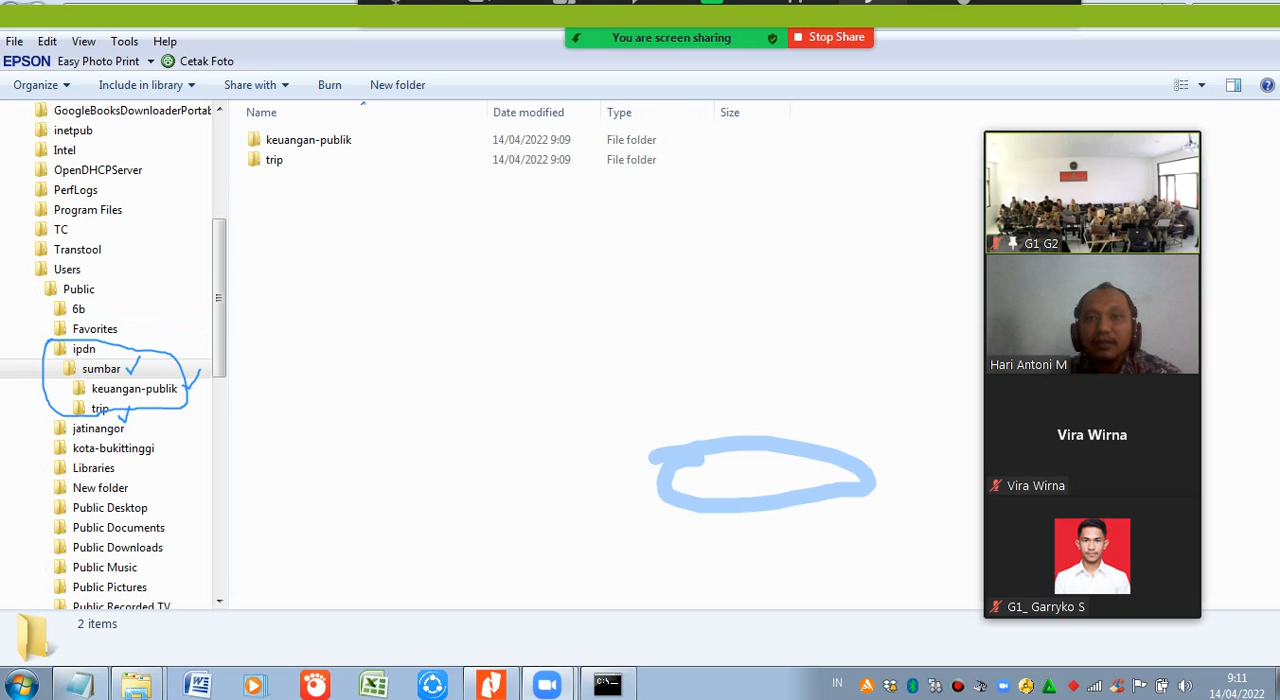 You are screen sharing
Stop Share
File Edit View Tools Help
EPSON Easy Photo Print Cetak Foto
Organize Include in library Share with Burn New folder
GoogleBooksDownloaderPortab
inetpub
Intel
OpenDHCPServer
PerfLogs
Program Files
TC
Transtool
Users
Public
6b
Favorites
ipdn
sumbar
keuangan-publik
trip
jatinangor
kota-bukittinggi
Libraries
New folder
Public Desktop
Public Documents
Public Downloads
Public Music
Public Pictures
Public Recorded TV
Name Date modified Type Size
keuangan-publik 14/04/2022 9:09 File folder
trip 14/04/2022 9:09 File folder
G1 G2
Hari Antoni M
Vira Wirna
Vira Wirna
G1_ Garryko S
2 items
C:\.
IN
9:11
14/04/2022